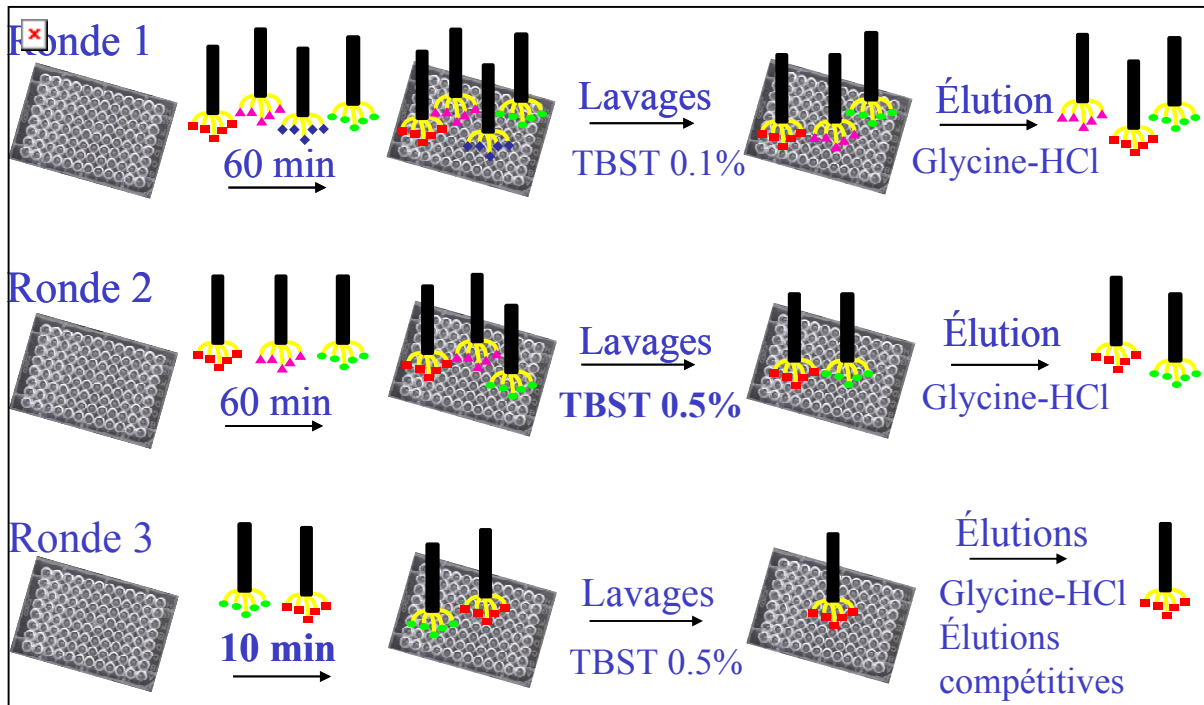 Ronde 1
60 min
Lavages
TBST 0.1%
Élution
Glycine-HCl
Ronde 2
60 min
Lavages
TBST 0.5%
Élution
Glycine-HCl
Ronde 3
10 min
Lavages
TBST 0.5%
Élutions
Glycine-HCl
Élutions
compétitives